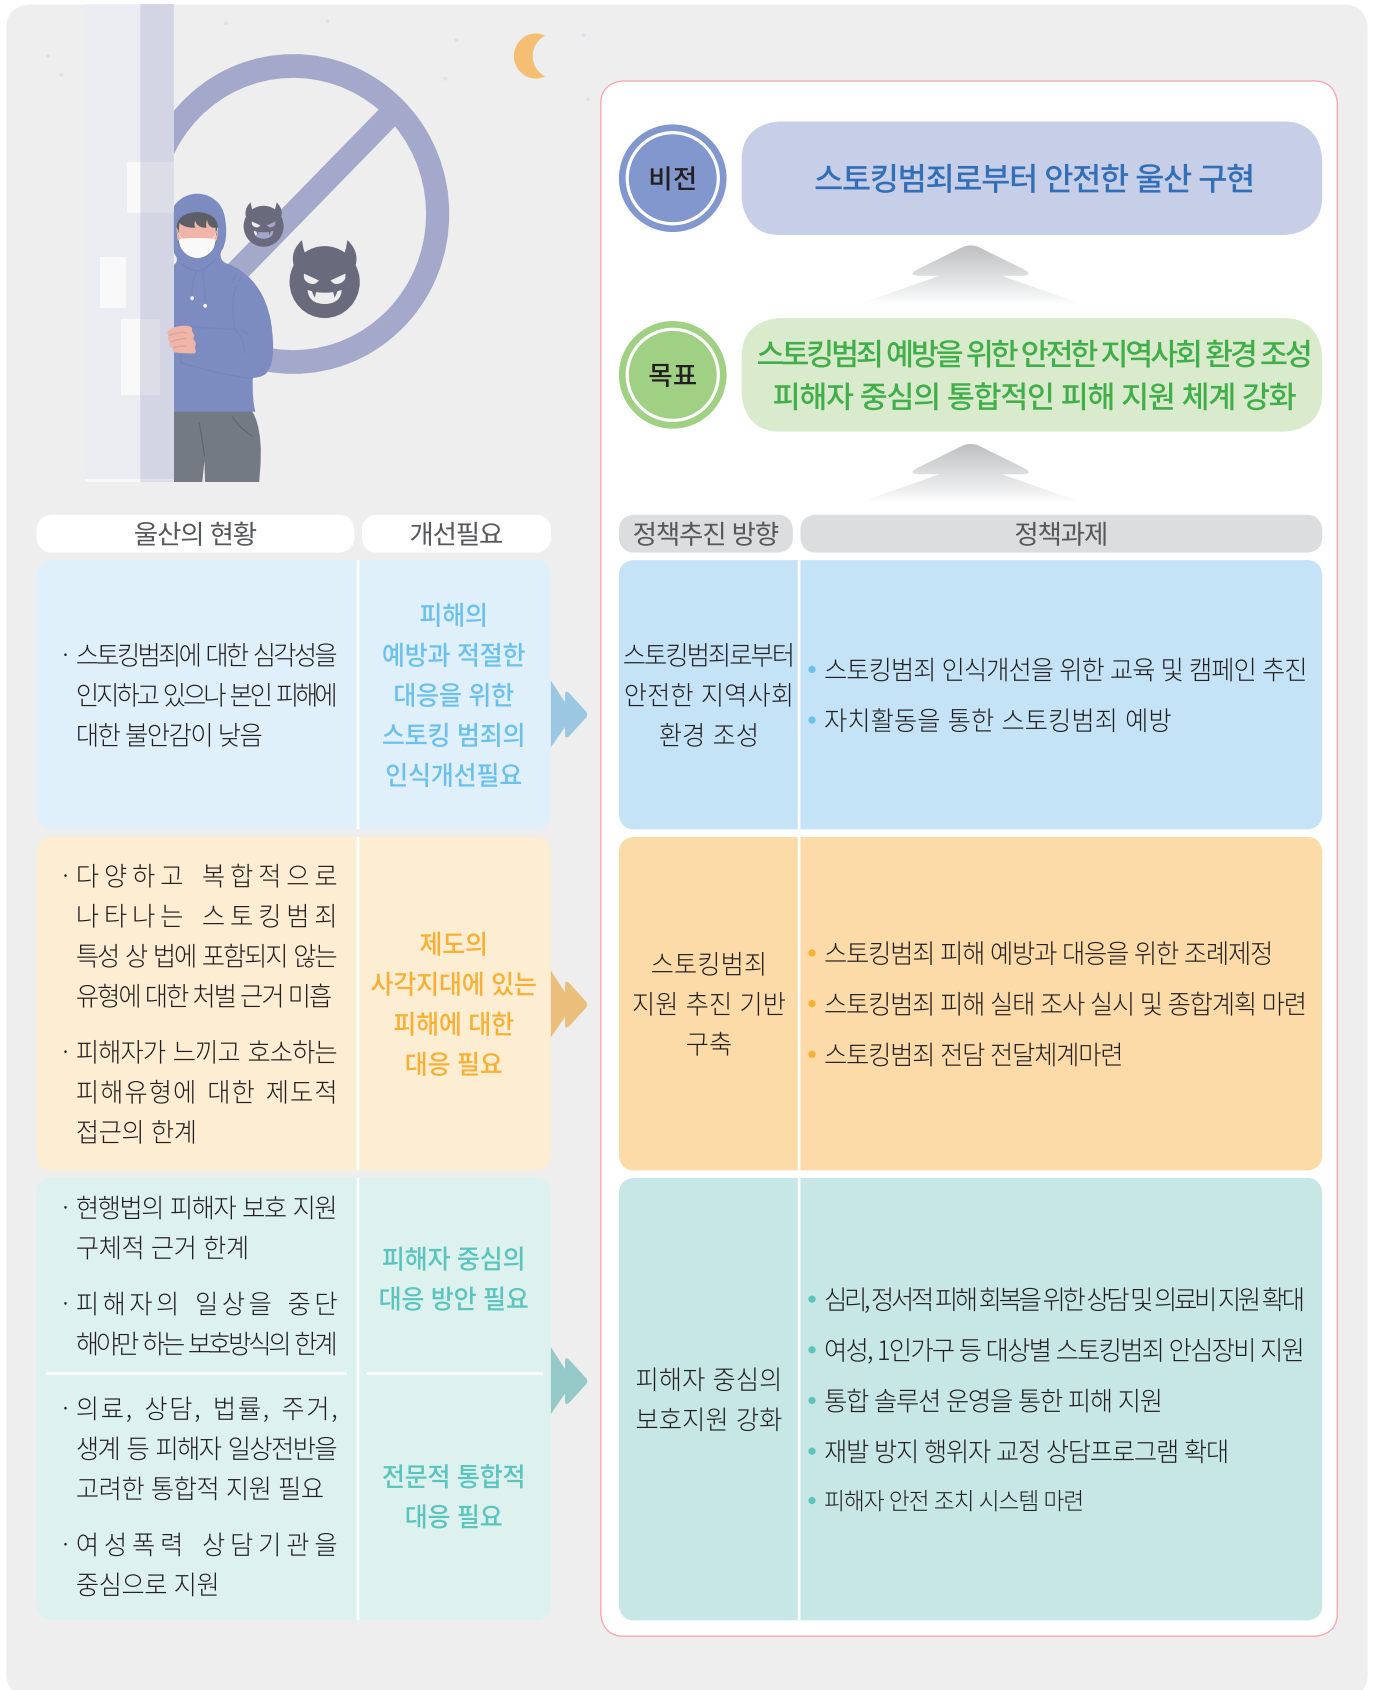 비전
스토킹범죄로부터 안전한 울산 구현
목표
스토킹범죄 예방을 위한 안전한 지역사회 환경 조성
피해자 중심의 통합적인 피해 지원 체계 강화
울산의 현황
개선필요
정책추진 방향
정책과제
· 스토킹범죄에 대한 심각성을
인지하고 있으나 본인 피해에
대한 불안감이 낮음
피해의
예방과 적절한
대응을 위한
스토킹 범죄의
인식개선필요
스토킹범죄로부터
안전한 지역사회
환경 조성
• 스토킹범죄 인식개선을 위한 교육 및 캠페인 추진
• 자치활동을 통한 스토킹범죄 예방
· 다양하고 복합적으로
나타나는 스토킹범죄
특성 상 법에 포함되지 않는
유형에 대한 처벌 근거 미흡
· 피해자가 느끼고 호소하는
피해유형에 대한 제도적
접근의 한계
제도의
사각지대에 있는
피해에 대한
대응 필요
스토킹범죄
지원 추진 기반
구축
• 스토킹범죄 피해 예방과 대응을 위한 조례제정
• 스토킹범죄 피해 실태 조사 실시 및 종합계획 마련
• 스토킹범죄 전담 전달체계마련
· 현행법의 피해자 보호 지원
구체적 근거 한계
· 피해자의 일상을 중단
해야만 하는 보호방식의 한계
피해자 중심의
대응 방안 필요
· 의료, 상담, 법률, 주거,
생계 등 피해자 일상전반을
고려한 통합적 지원 필요
· 여성폭력 상담기관을
중심으로 지원
전문적 통합적
대응 필요
피해자 중심의
보호지원 강화
• 심리, 정서적 피해 회복을 위한 상담 및 의료비 지원 확대
• 여성, 1인가구 등 대상별 스토킹범죄 안심장비 지원
• 통합 솔루션 운영을 통한 피해 지원
• 재발 방지 행위자 교정 상담프로그램 확대
• 피해자 안전 조치 시스템 마련